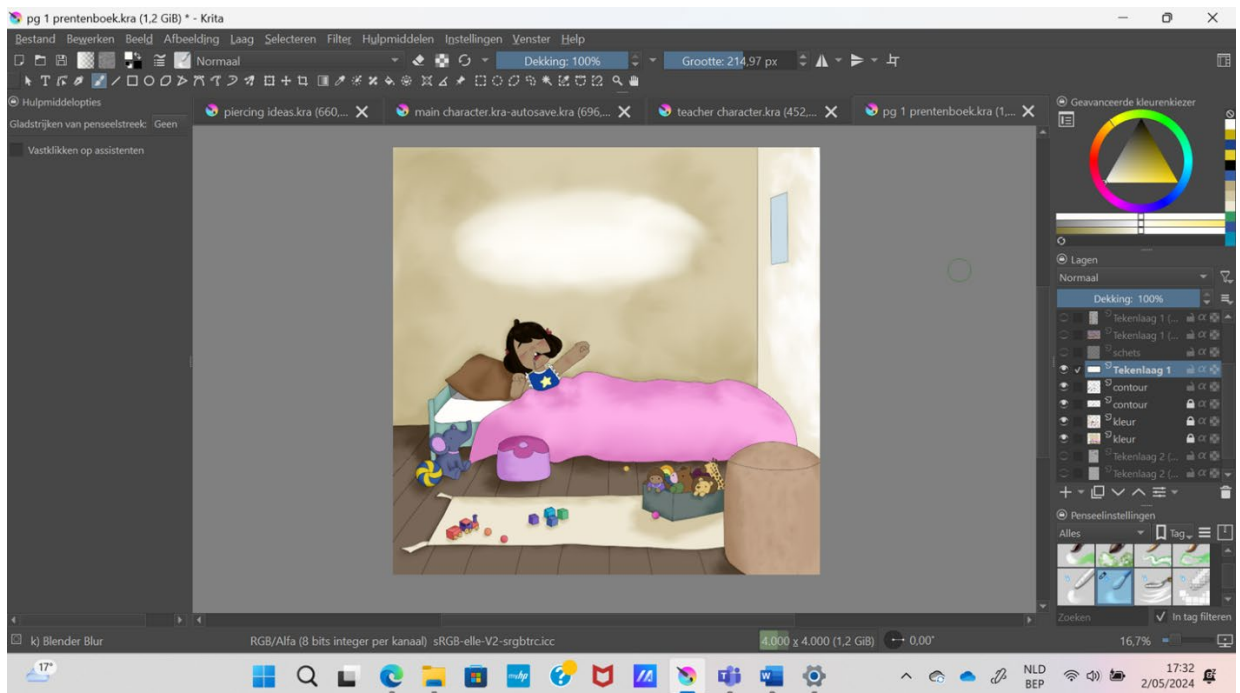 pg 1 prentenboek.kra (1,2 GiB) * - Krita
Bestand Bewerken Beeld Afbeelding Laag Selecteren Filter Hulpmiddelen Instellingen Venster Help
Normaal Dekking: 100% Grootte: 214,97 px
Hulpmiddelopties
Gladstrijken van penseelstreek: Geen
Vastklikken op assistenten
piercing ideas.kra (660,... main character.kra-autosave.kra (696,... teacher character.kra (452,... pg 1 prentenboek.kra (1,...
Geavanceerde kleurenkiezer
Lagen
Normaal
Dekking: 100%
Tekenlaag 1 (...
Tekenlaag 1 (...
schets
Tekenlaag 1
contour
contour
kleur
kleur
Tekenlaag 2 (...
Tekenlaag 2 (...
Penseelinstellingen
Alles Tag
Zoeken In tag filteren
k) Blender Blur RGB/Alfa (8 bits integer per kanaal) sRGB-elle-V2-srgbtrc.icc 4.000 x 4.000 (1,2 GiB) 0,00° 16,7%
17° myhp NLD 17:32
BEP 2/05/2024